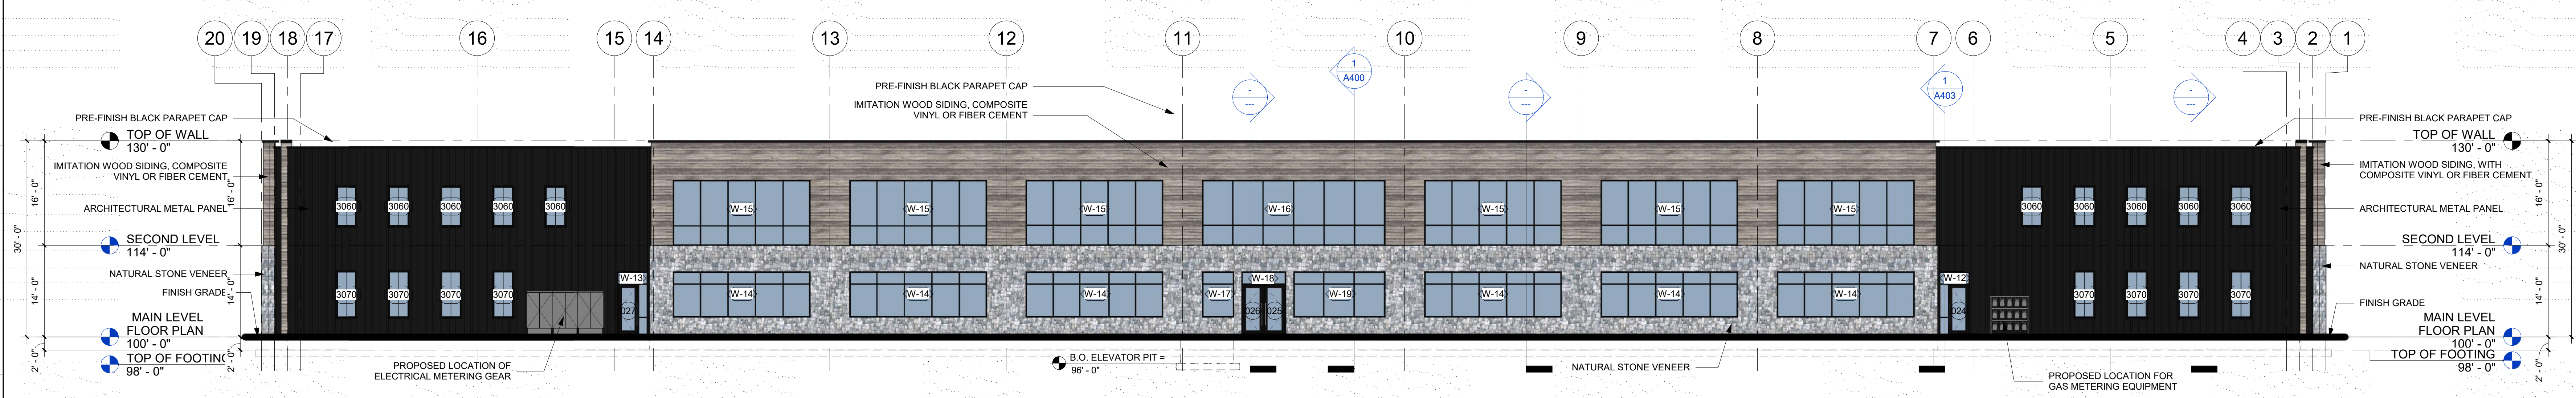 20 19 18 17 16 15 14 13 12 11 10 9 8 7 6 5 4 3 2 1
1
A400
1
A403
-
---
-
---
-
---
PRE-FINISH BLACK PARAPET CAP
IMITATION WOOD SIDING, COMPOSITE
VINYL OR FIBER CEMENT
PRE-FINISH BLACK PARAPET CAP
TOP OF WALL
130' - 0"
IMITATION WOOD SIDING, COMPOSITE
VINYL OR FIBER CEMENT
ARCHITECTURAL METAL PANEL
SECOND LEVEL
114' - 0"
NATURAL STONE VENEER
FINISH GRADE
MAIN LEVEL
FLOOR PLAN
100' - 0"
TOP OF FOOTING
98' - 0"
30' - 0"
16' - 0"
14' - 0"
2' - 0"
2' - 0"
16' - 0"
14' - 0"
2' - 0"
3060 3060 3060 3060 3060
W-15 W-15 W-15 W-16 W-15 W-15 W-15
3060 3060 3060 3060 3060
3070 3070 3070 3070
W-13
027
W-14 W-14 W-14 W-17 W-18 W-19 W-14 W-14 W-14
026 025
W-12
024
3070 3070 3070 3070
PROPOSED LOCATION OF
ELECTRICAL METERING GEAR
B.O. ELEVATOR PIT =
96' - 0"
NATURAL STONE VENEER
PROPOSED LOCATION FOR
GAS METERING EQUIPMENT
PRE-FINISH BLACK PARAPET CAP
TOP OF WALL
130' - 0"
IMITATION WOOD SIDING, WITH
COMPOSITE VINYL OR FIBER CEMENT
ARCHITECTURAL METAL PANEL
SECOND LEVEL
114' - 0"
NATURAL STONE VENEER
FINISH GRADE
MAIN LEVEL
FLOOR PLAN
100' - 0"
TOP OF FOOTING
98' - 0"
16' - 0"
14' - 0"
2' - 0"
30' - 0"